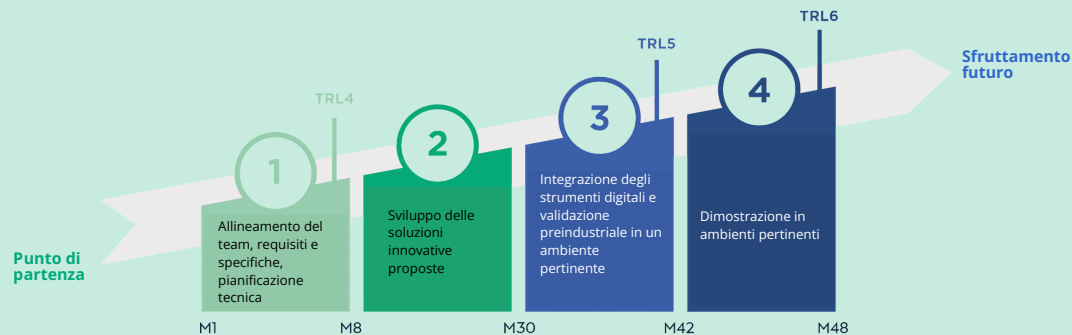 TRL6
TRL5
TRL4
Sfruttamento
futuro
1
2
3
4
Allineamento del
team, requisiti e
specifiche,
pianificazione
tecnica
Sviluppo delle
soluzioni
innovative
proposte
Integrazione degli
strumenti digitali e
validazione
preindustriale in un
ambiente
pertinente
Dimostrazione in
ambienti pertinenti
Punto di
partenza
M1
M8
M30
M42
M48